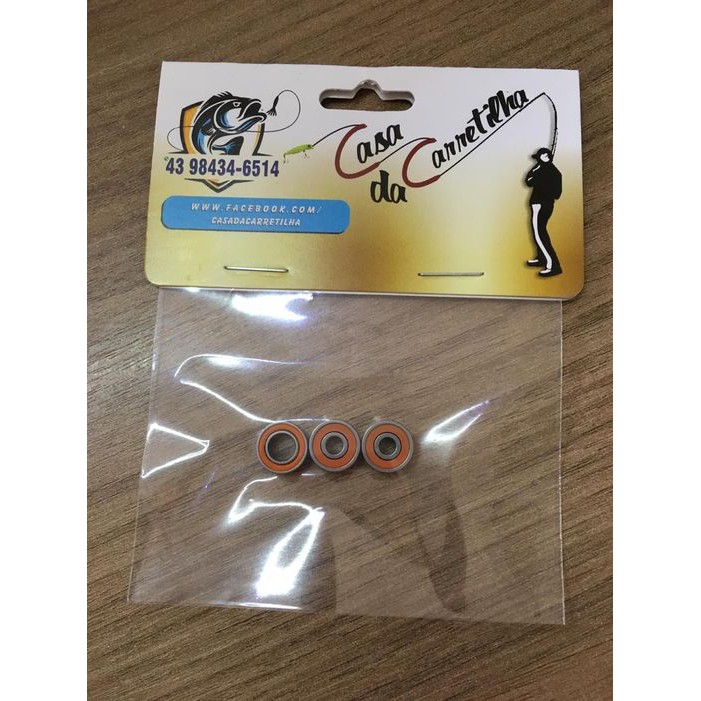 43 98434-6514
WWW.FACEBOOK.COM/
CASADACARRETILHA
Casa
da
Carretilha